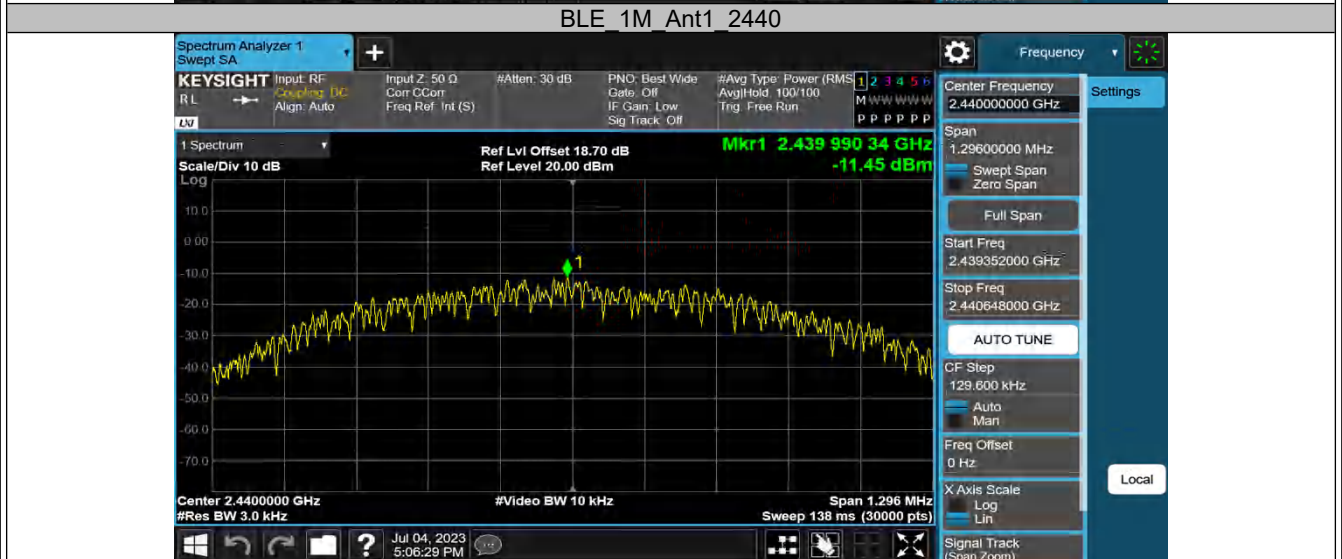 BLE_1M_Ant1_2440
Spectrum Analyzer 1
Swept SA
+
Frequency
KEYSIGHT
RL
LXI
Input: RF
Coupling: DC
Align: Auto
Input Z: 50 Ω
Corr CCorr
Freq Ref: Int (S)
#Atten: 30 dB
PNO: Best Wide
Gate: Off
IF Gain: Low
Sig Track: Off
#Avg Type: Power (RMS
Avg|Hold: 100/100
Trig: Free Run
1 2 3 4 5 6
M W W W W W
P P P P P P
1 Spectrum
Scale/Div 10 dB
Log
Ref Lvl Offset 18.70 dB
Ref Level 20.00 dBm
Mkr1 2.439 990 34 GHz
-11.45 dBm
1
10.0
0.00
-10.0
-20.0
-30.0
-40.0
-50.0
-60.0
-70.0
Center 2.4400000 GHz
#Res BW 3.0 kHz
#Video BW 10 kHz
Span 1.296 MHz
Sweep 138 ms (30000 pts)
?
Jul 04, 2023
5:06:29 PM
Center Frequency
2.440000000 GHz
Settings
Span
1.29600000 MHz
Swept Span
Zero Span
Full Span
Start Freq
2.439352000 GHz
Stop Freq
2.440648000 GHz
AUTO TUNE
CF Step
129.600 kHz
Auto
Man
Freq Offset
0 Hz
X Axis Scale
Log
Lin
Local
Signal Track
(Span Zoom)